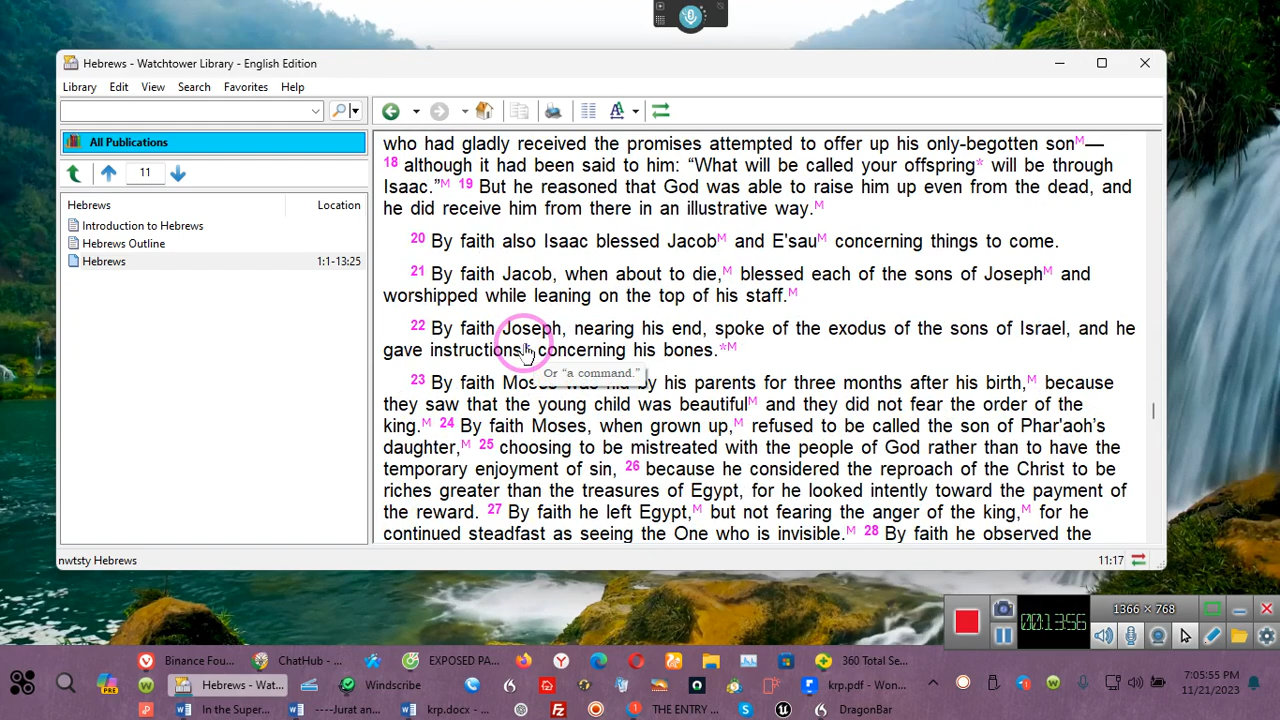 Hebrews - Watchtower Library - English Edition
Library Edit View Search Favorites Help
All Publications
11
Hebrews Location
Introduction to Hebrews
Hebrews Outline
Hebrews 1:1-13:25
who had gladly received the promises attempted to offer up his only-begotten sonM—
18 although it had been said to him: “What will be called your offspring* will be through
Isaac.”M 19 But he reasoned that God was able to raise him up even from the dead, and
he did receive him from there in an illustrative way.M
20 By faith also Isaac blessed JacobM and E'sauM concerning things to come.
21 By faith Jacob, when about to die,M blessed each of the sons of JosephM and
worshipped while leaning on the top of his staff.M
22 By faith Joseph, nearing his end, spoke of the exodus of the sons of Israel, and he
gave instructions concerning his bones.*M
Or “a command.”
23 By faith Moses was hid by his parents for three months after his birth,M because
they saw that the young child was beautifulM and they did not fear the order of the
king.M 24 By faith Moses, when grown up,M refused to be called the son of Phar'aoh’s
daughter,M 25 choosing to be mistreated with the people of God rather than to have the
temporary enjoyment of sin, 26 because he considered the reproach of the Christ to be
riches greater than the treasures of Egypt, for he looked intently toward the payment of
the reward. 27 By faith he left Egypt,M but not fearing the anger of the king,M for he
continued steadfast as seeing the One who is invisible.M 28 By faith he observed the
nwtsty Hebrews 11:17
1366 × 768
00:13:56
Binance Fou... ChatHub - ... EXPOSED PA... 360 Total Se...
PRE Hebrews - Wat... Windscribe krp.pdf - Won... 7:05:55 PM
11/21/2023
In the Super... ----Jurat an... krp.docx - ... THE ENTRY ... DragonBar